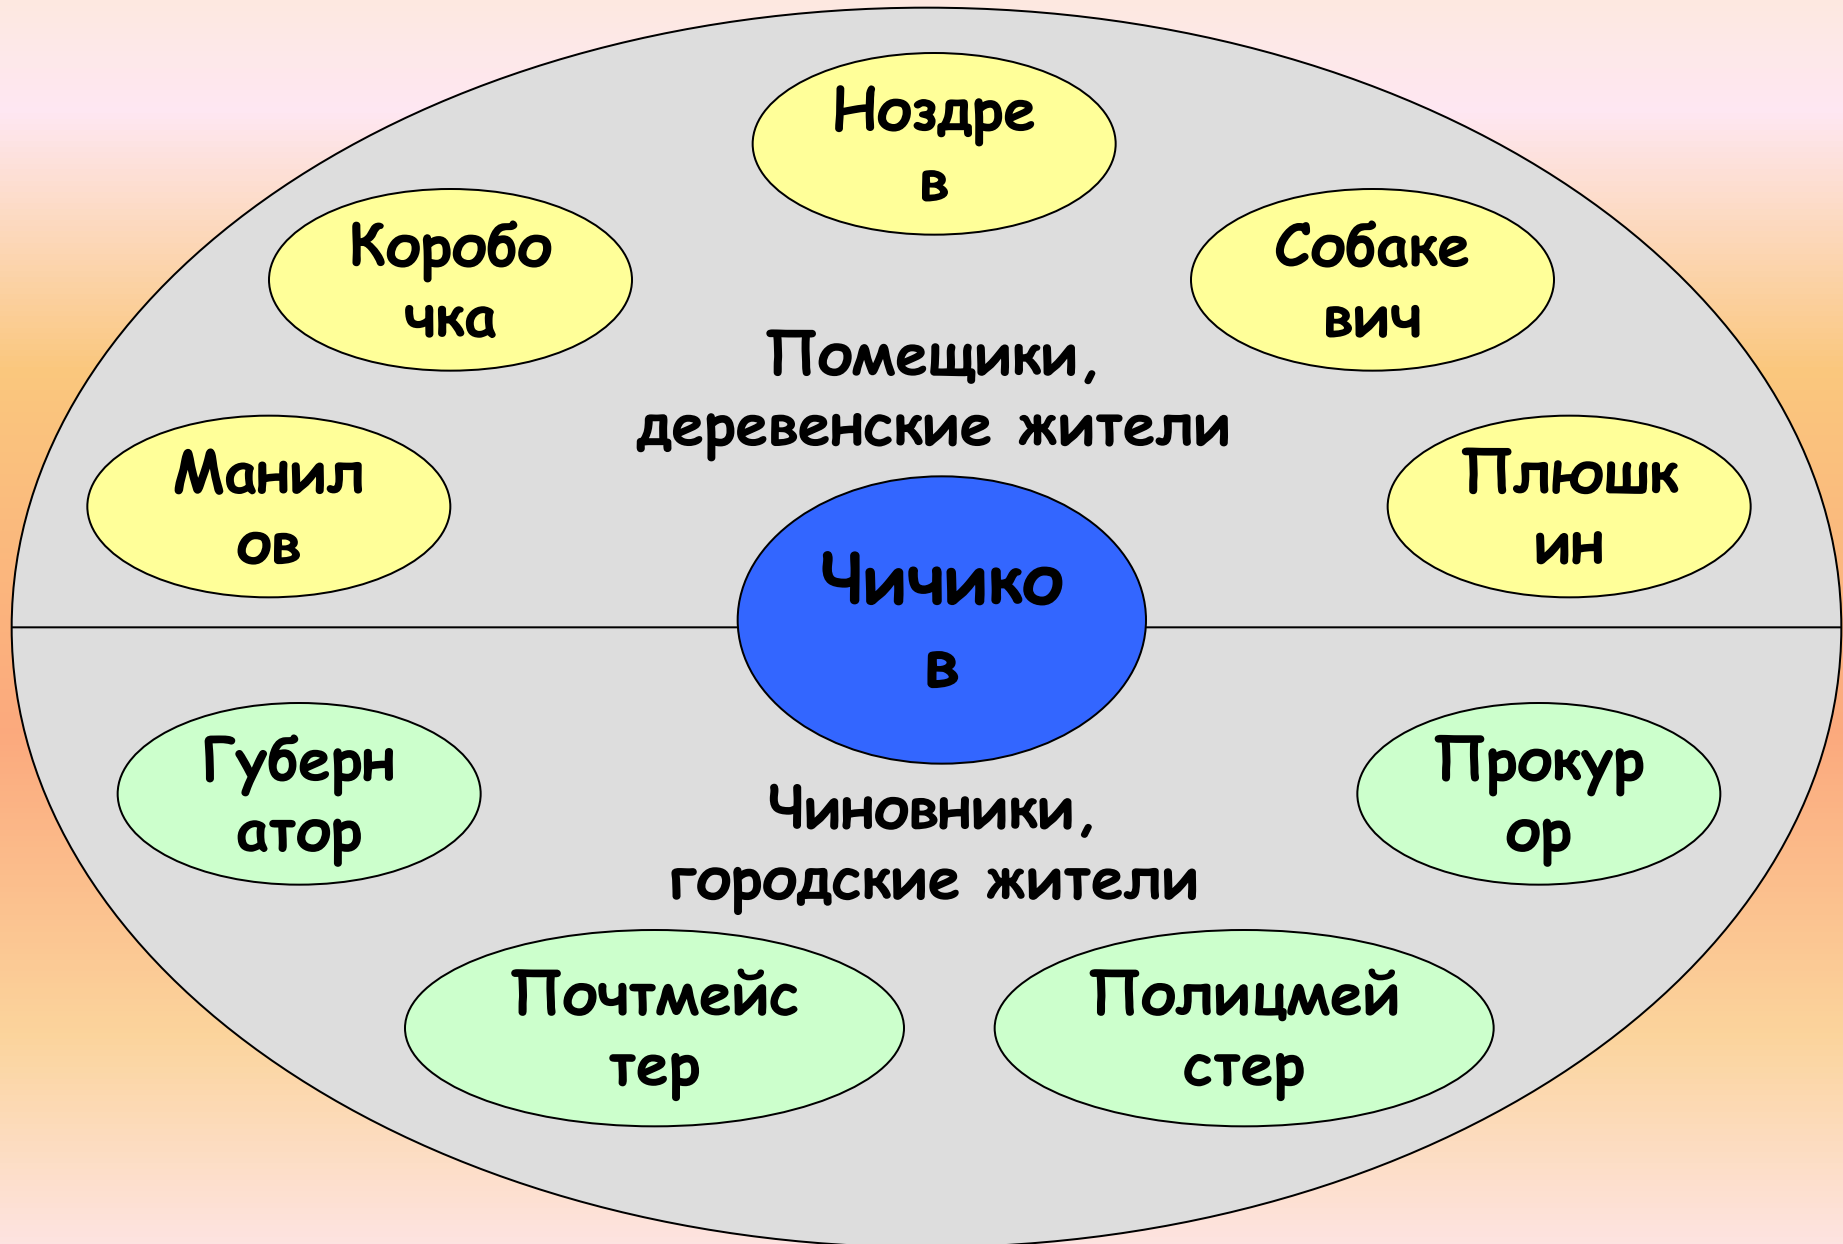 Ноздре
в
Коробо
чка
Собаке
вич
Помещики,
деревенские жители
Манил
ов
Плюшк
ин
Чичико
в
Губерн
атор
Прокур
ор
Чиновники,
городские жители
Почтмейс
тер
Полицмей
стер